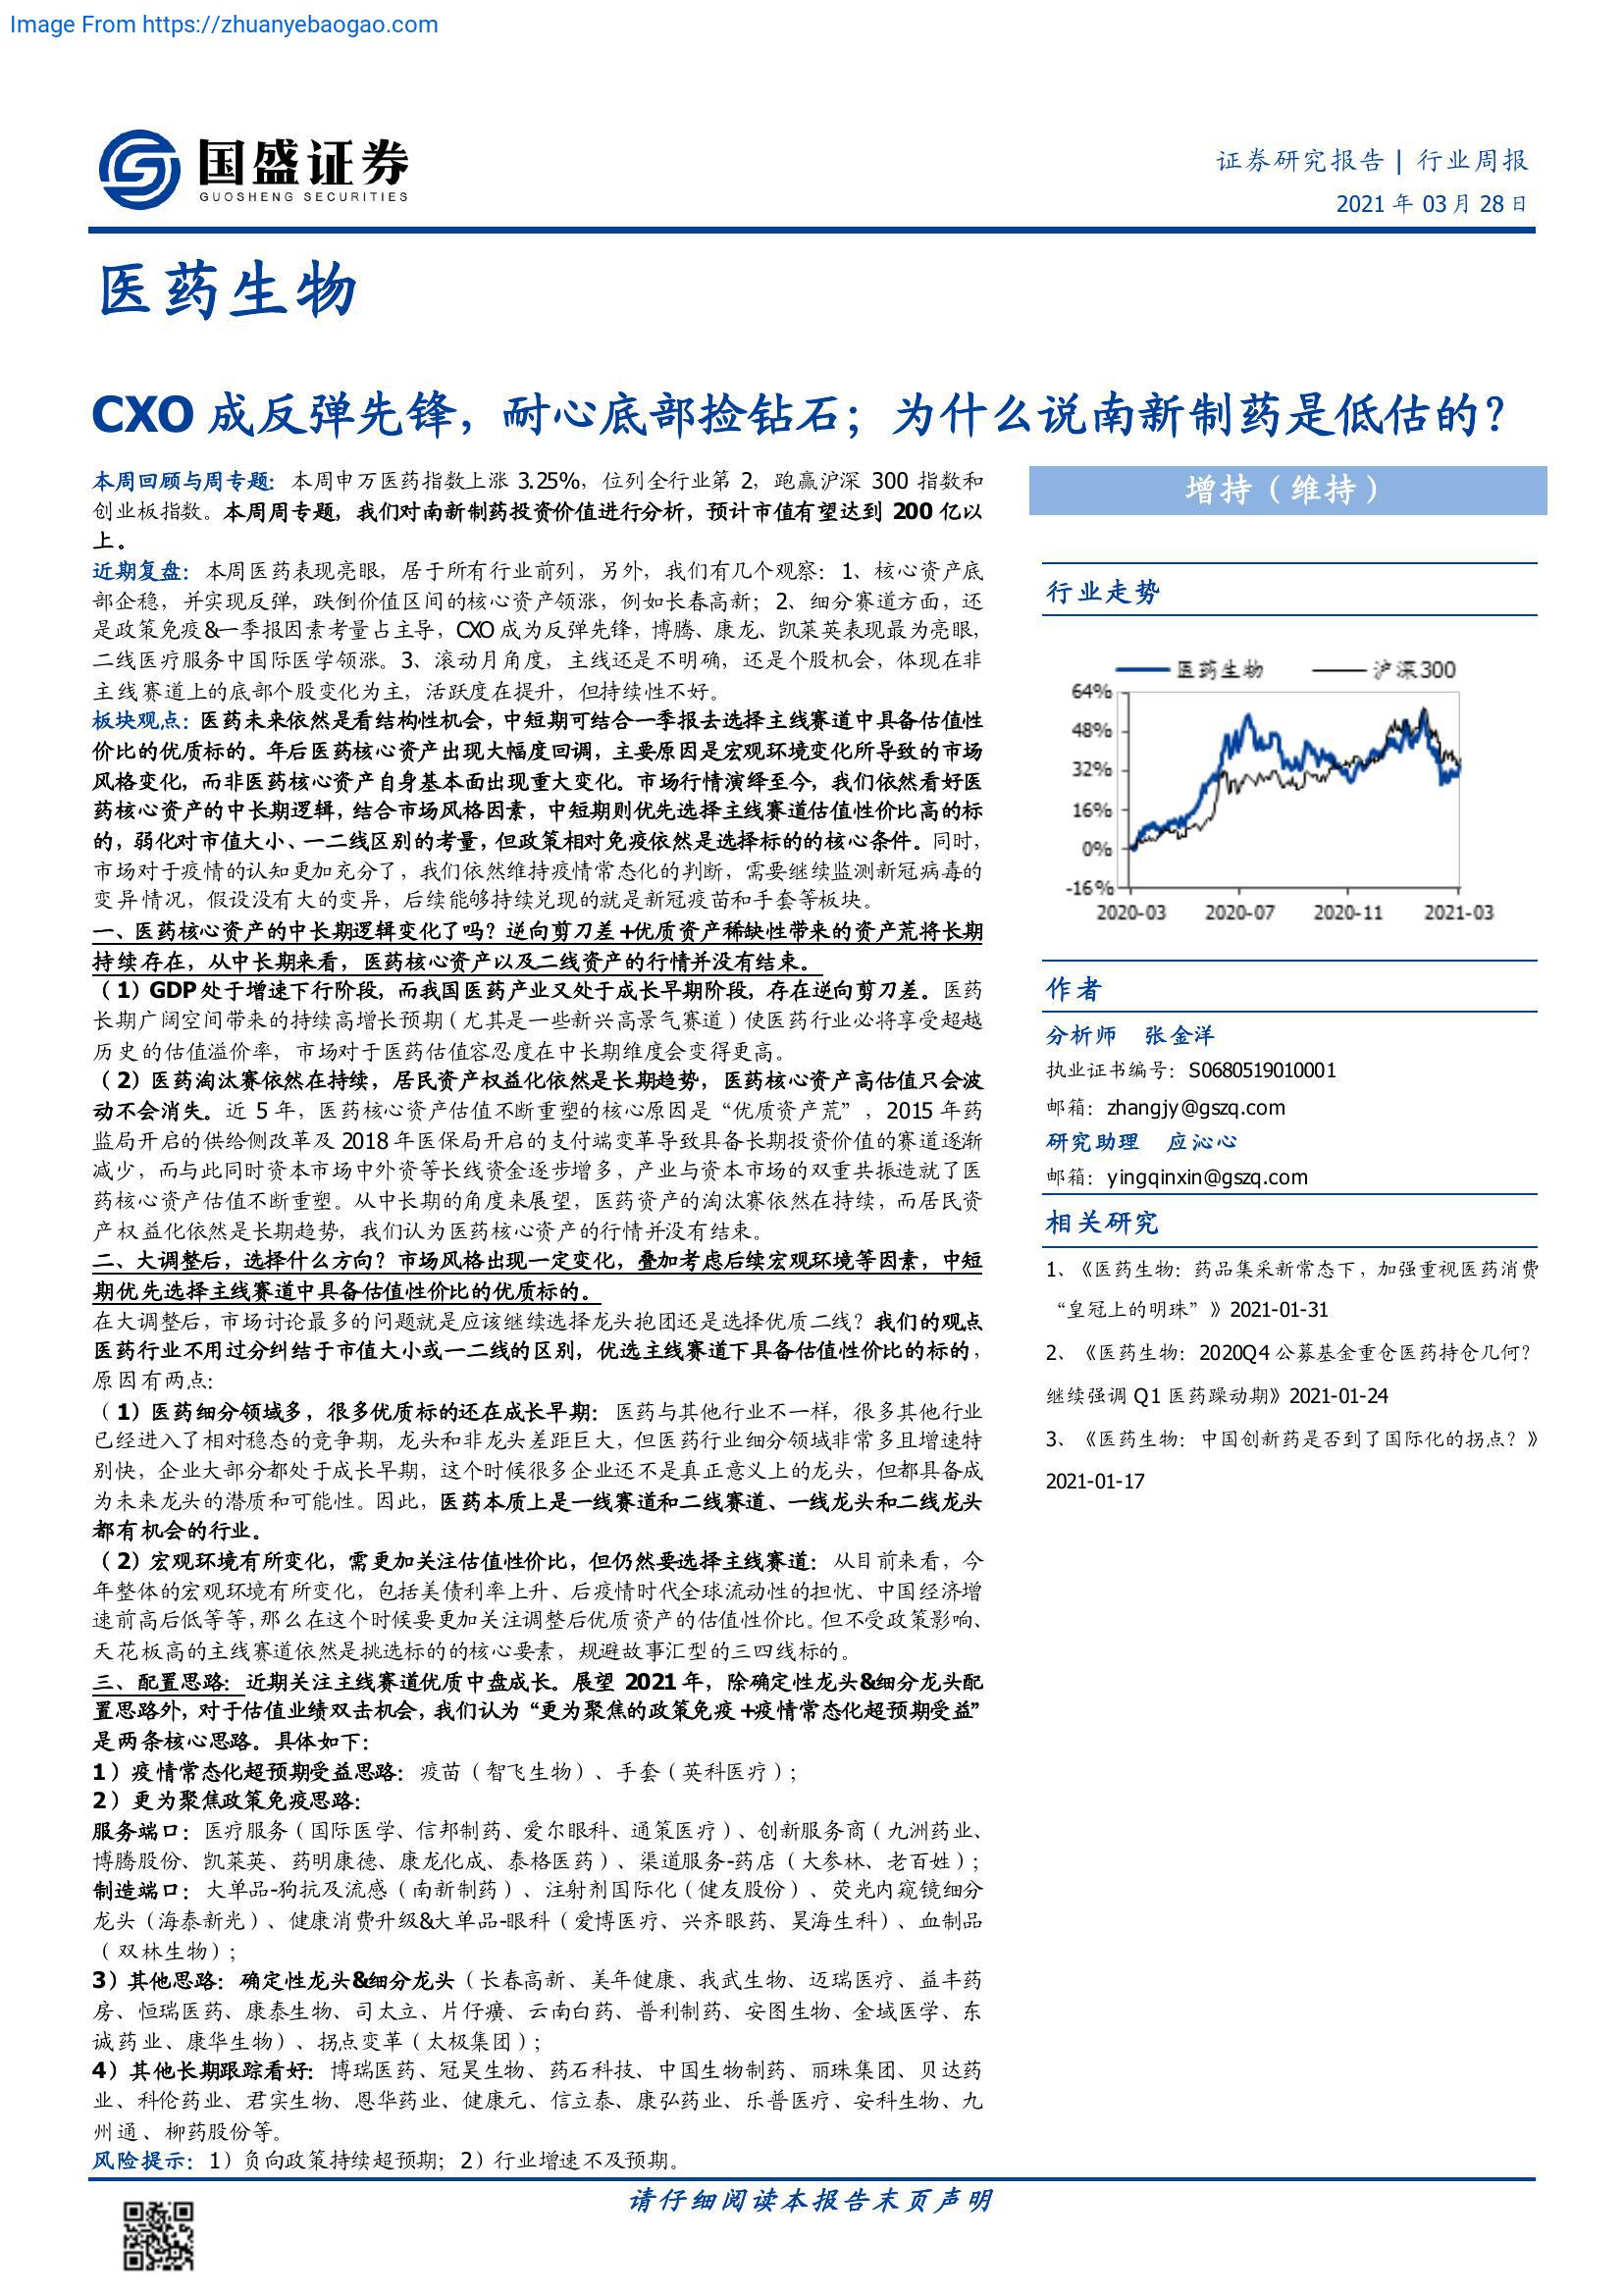 Image From https://zhuanyebaogao.com
国盛证券
GUOSHENG SECURITIES
证券研究报告 | 行业周报
2021 年 03 月 28 日
医药生物
CXO 成反弹先锋，耐心底部捡钻石；为什么说南新制药是低估的？
本周回顾与周专题：本周申万医药指数上涨 3.25%，位列全行业第 2，跑赢沪深 300 指数和
创业板指数。本周周专题，我们对南新制药投资价值进行分析，预计市值有望达到 200 亿以
上。
近期复盘：本周医药表现亮眼，居于所有行业前列，另外，我们有几个观察：1、核心资产底
部企稳，并实现反弹，跌倒价值区间的核心资产领涨，例如长春高新；2、细分赛道方面，还
是政策免疫&一季报因素考量占主导，CXO 成为反弹先锋，博腾、康龙、凯莱英表现最为亮眼，
二线医疗服务中国际医学领涨。3、滚动月角度，主线还是不明确，还是个股机会，体现在非
主线赛道上的底部个股变化为主，活跃度在提升，但持续性不好。
板块观点：医药未来依然是看结构性机会，中短期可结合一季报去选择主线赛道中具备估值性
价比的优质标的。年后医药核心资产出现大幅度回调，主要原因是宏观环境变化所导致的市场
风格变化，而非医药核心资产自身基本面出现重大变化。市场行情演绎至今，我们依然看好医
药核心资产的中长期逻辑，结合市场风格因素，中短期则优先选择主线赛道估值性价比高的标
的，弱化对市值大小、一二线区别的考量，但政策相对免疫依然是选择标的的核心条件。同时，
市场对于疫情的认知更加充分了，我们依然维持疫情常态化的判断，需要继续监测新冠病毒的
变异情况，假设没有大的变异，后续能够持续兑现的就是新冠疫苗和手套等板块。
一、医药核心资产的中长期逻辑变化了吗？逆向剪刀差+优质资产稀缺性带来的资产荒将长期
持续存在，从中长期来看，医药核心资产以及二线资产的行情并没有结束。
（1）GDP 处于增速下行阶段，而我国医药产业又处于成长早期阶段，存在逆向剪刀差。医药
长期广阔空间带来的持续高增长预期（尤其是一些新兴高景气赛道）使医药行业必将享受超越
历史的估值溢价率，市场对于医药估值容忍度在中长期维度会变得更高。
（2）医药淘汰赛依然在持续，居民资产权益化依然是长期趋势，医药核心资产高估值只会波
动不会消失。近 5 年，医药核心资产估值不断重塑的核心原因是“优质资产荒”，2015 年药
监局开启的供给侧改革及 2018 年医保局开启的支付端变革导致具备长期投资价值的赛道逐渐
减少，而与此同时资本市场中外资等长线资金逐步增多，产业与资本市场的双重共振造就了医
药核心资产估值不断重塑。从中长期的角度来展望，医药资产的淘汰赛依然在持续，而居民资
产权益化依然是长期趋势，我们认为医药核心资产的行情并没有结束。
二、大调整后，选择什么方向？市场风格出现一定变化，叠加考虑后续宏观环境等因素，中短
期优先选择主线赛道中具备估值性价比的优质标的。
在大调整后，市场讨论最多的问题就是应该继续选择龙头抱团还是选择优质二线？我们的观点
医药行业不用过分纠结于市值大小或一二线的区别，优选主线赛道下具备估值性价比的标的，
原因有两点：
（1）医药细分领域多，很多优质标的还在成长早期：医药与其他行业不一样，很多其他行业
已经进入了相对稳态的竞争期，龙头和非龙头差距巨大，但医药行业细分领域非常多且增速特
别快，企业大部分都处于成长早期，这个时候很多企业还不是真正意义上的龙头，但都具备成
为未来龙头的潜质和可能性。因此，医药本质上是一线赛道和二线赛道、一线龙头和二线龙头
都有机会的行业。
（2）宏观环境有所变化，需更加关注估值性价比，但仍然要选择主线赛道：从目前来看，今
年整体的宏观环境有所变化，包括美债利率上升、后疫情时代全球流动性的担忧、中国经济增
速前高后低等等，那么在这个时候要更加关注调整后优质资产的估值性价比。但不受政策影响、
天花板高的主线赛道依然是挑选标的的核心要素，规避故事汇型的三四线标的。
三、配置思路：近期关注主线赛道优质中盘成长。展望 2021 年，除确定性龙头&细分龙头配
置思路外，对于估值业绩双击机会，我们认为“更为聚焦的政策免疫+疫情常态化超预期受益”
是两条核心思路。具体如下：
1）疫情常态化超预期受益思路：疫苗（智飞生物）、手套（英科医疗）；
2）更为聚焦政策免疫思路：
服务端口：医疗服务（国际医学、信邦制药、爱尔眼科、通策医疗）、创新服务商（九洲药业、
博腾股份、凯莱英、药明康德、康龙化成、泰格医药）、渠道服务-药店（大参林、老百姓）；
制造端口：大单品-狗抗及流感（南新制药）、注射剂国际化（健友股份）、荧光内窥镜细分
龙头（海泰新光）、健康消费升级&大单品-眼科（爱博医疗、兴齐眼药、昊海生科）、血制品
（双林生物）；
3）其他思路：确定性龙头&细分龙头（长春高新、美年健康、我武生物、迈瑞医疗、益丰药
房、恒瑞医药、康泰生物、司太立、片仔癀、云南白药、普利制药、安图生物、金域医学、东
诚药业、康华生物）、拐点变革（太极集团）；
4）其他长期跟踪看好：博瑞医药、冠昊生物、药石科技、中国生物制药、丽珠集团、贝达药
业、科伦药业、君实生物、恩华药业、健康元、信立泰、康弘药业、乐普医疗、安科生物、九
州通、柳药股份等。
风险提示：1）负向政策持续超预期；2）行业增速不及预期。
增持（维持）
行业走势
医药生物 沪深300
64%
48%
32%
16%
0%
-16%
2020-03 2020-07 2020-11 2021-03
作者
分析师 张金洋
执业证书编号：S0680519010001
邮箱：zhangjy@gszq.com
研究助理 应沁心
邮箱：yingqinxin@gszq.com
相关研究
1、《医药生物：药品集采新常态下，加强重视医药消费
“皇冠上的明珠”》2021-01-31
2、《医药生物：2020Q4 公募基金重仓医药持仓几何？
继续强调 Q1 医药躁动期》2021-01-24
3、《医药生物：中国创新药是否到了国际化的拐点？》
2021-01-17
请仔细阅读本报告末页声明